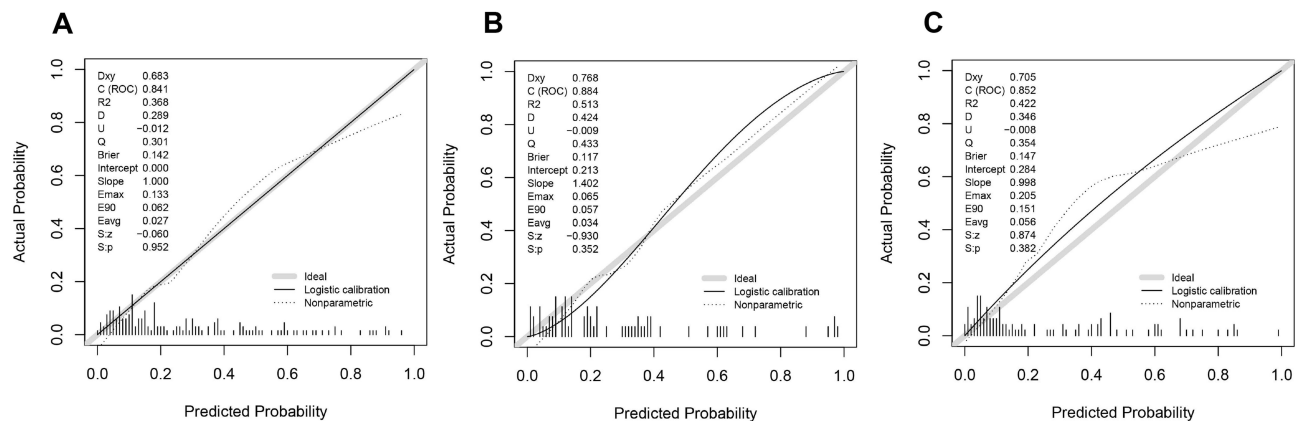 A
Actual Probability
1.0
0.8
0.6
0.4
0.2
0.0
Dxy 0.683
C (ROC) 0.841
R2 0.368
D 0.289
U −0.012
Q 0.301
Brier 0.142
Intercept 0.000
Slope 1.000
Emax 0.133
E90 0.062
Eavg 0.027
S:z −0.060
S:p 0.952
Ideal
Logistic calibration
Nonparametric
0.0 0.2 0.4 0.6 0.8 1.0
Predicted Probability
B
Actual Probability
1.0
0.8
0.6
0.4
0.2
0.0
Dxy 0.768
C (ROC) 0.884
R2 0.513
D 0.424
U −0.009
Q 0.433
Brier 0.117
Intercept 0.213
Slope 1.402
Emax 0.065
E90 0.057
Eavg 0.034
S:z −0.930
S:p 0.352
Ideal
Logistic calibration
Nonparametric
0.0 0.2 0.4 0.6 0.8 1.0
Predicted Probability
C
Actual Probability
1.0
0.8
0.6
0.4
0.2
0.0
Dxy 0.705
C (ROC) 0.852
R2 0.422
D 0.346
U −0.008
Q 0.354
Brier 0.147
Intercept 0.284
Slope 0.998
Emax 0.205
E90 0.151
Eavg 0.056
S:z 0.874
S:p 0.382
Ideal
Logistic calibration
Nonparametric
0.0 0.2 0.4 0.6 0.8 1.0
Predicted Probability